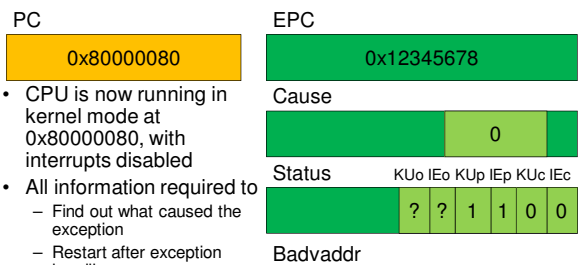 PC
0x80000080
• CPU is now running in
kernel mode at
0x80000080, with
interrupts disabled
• All information required to
– Find out what caused the
exception
– Restart after exception
EPC
0x12345678
Cause
0
Status KUo IEo KUp IEp KUc IEc
? ? 1 1 0 0
Badvaddr